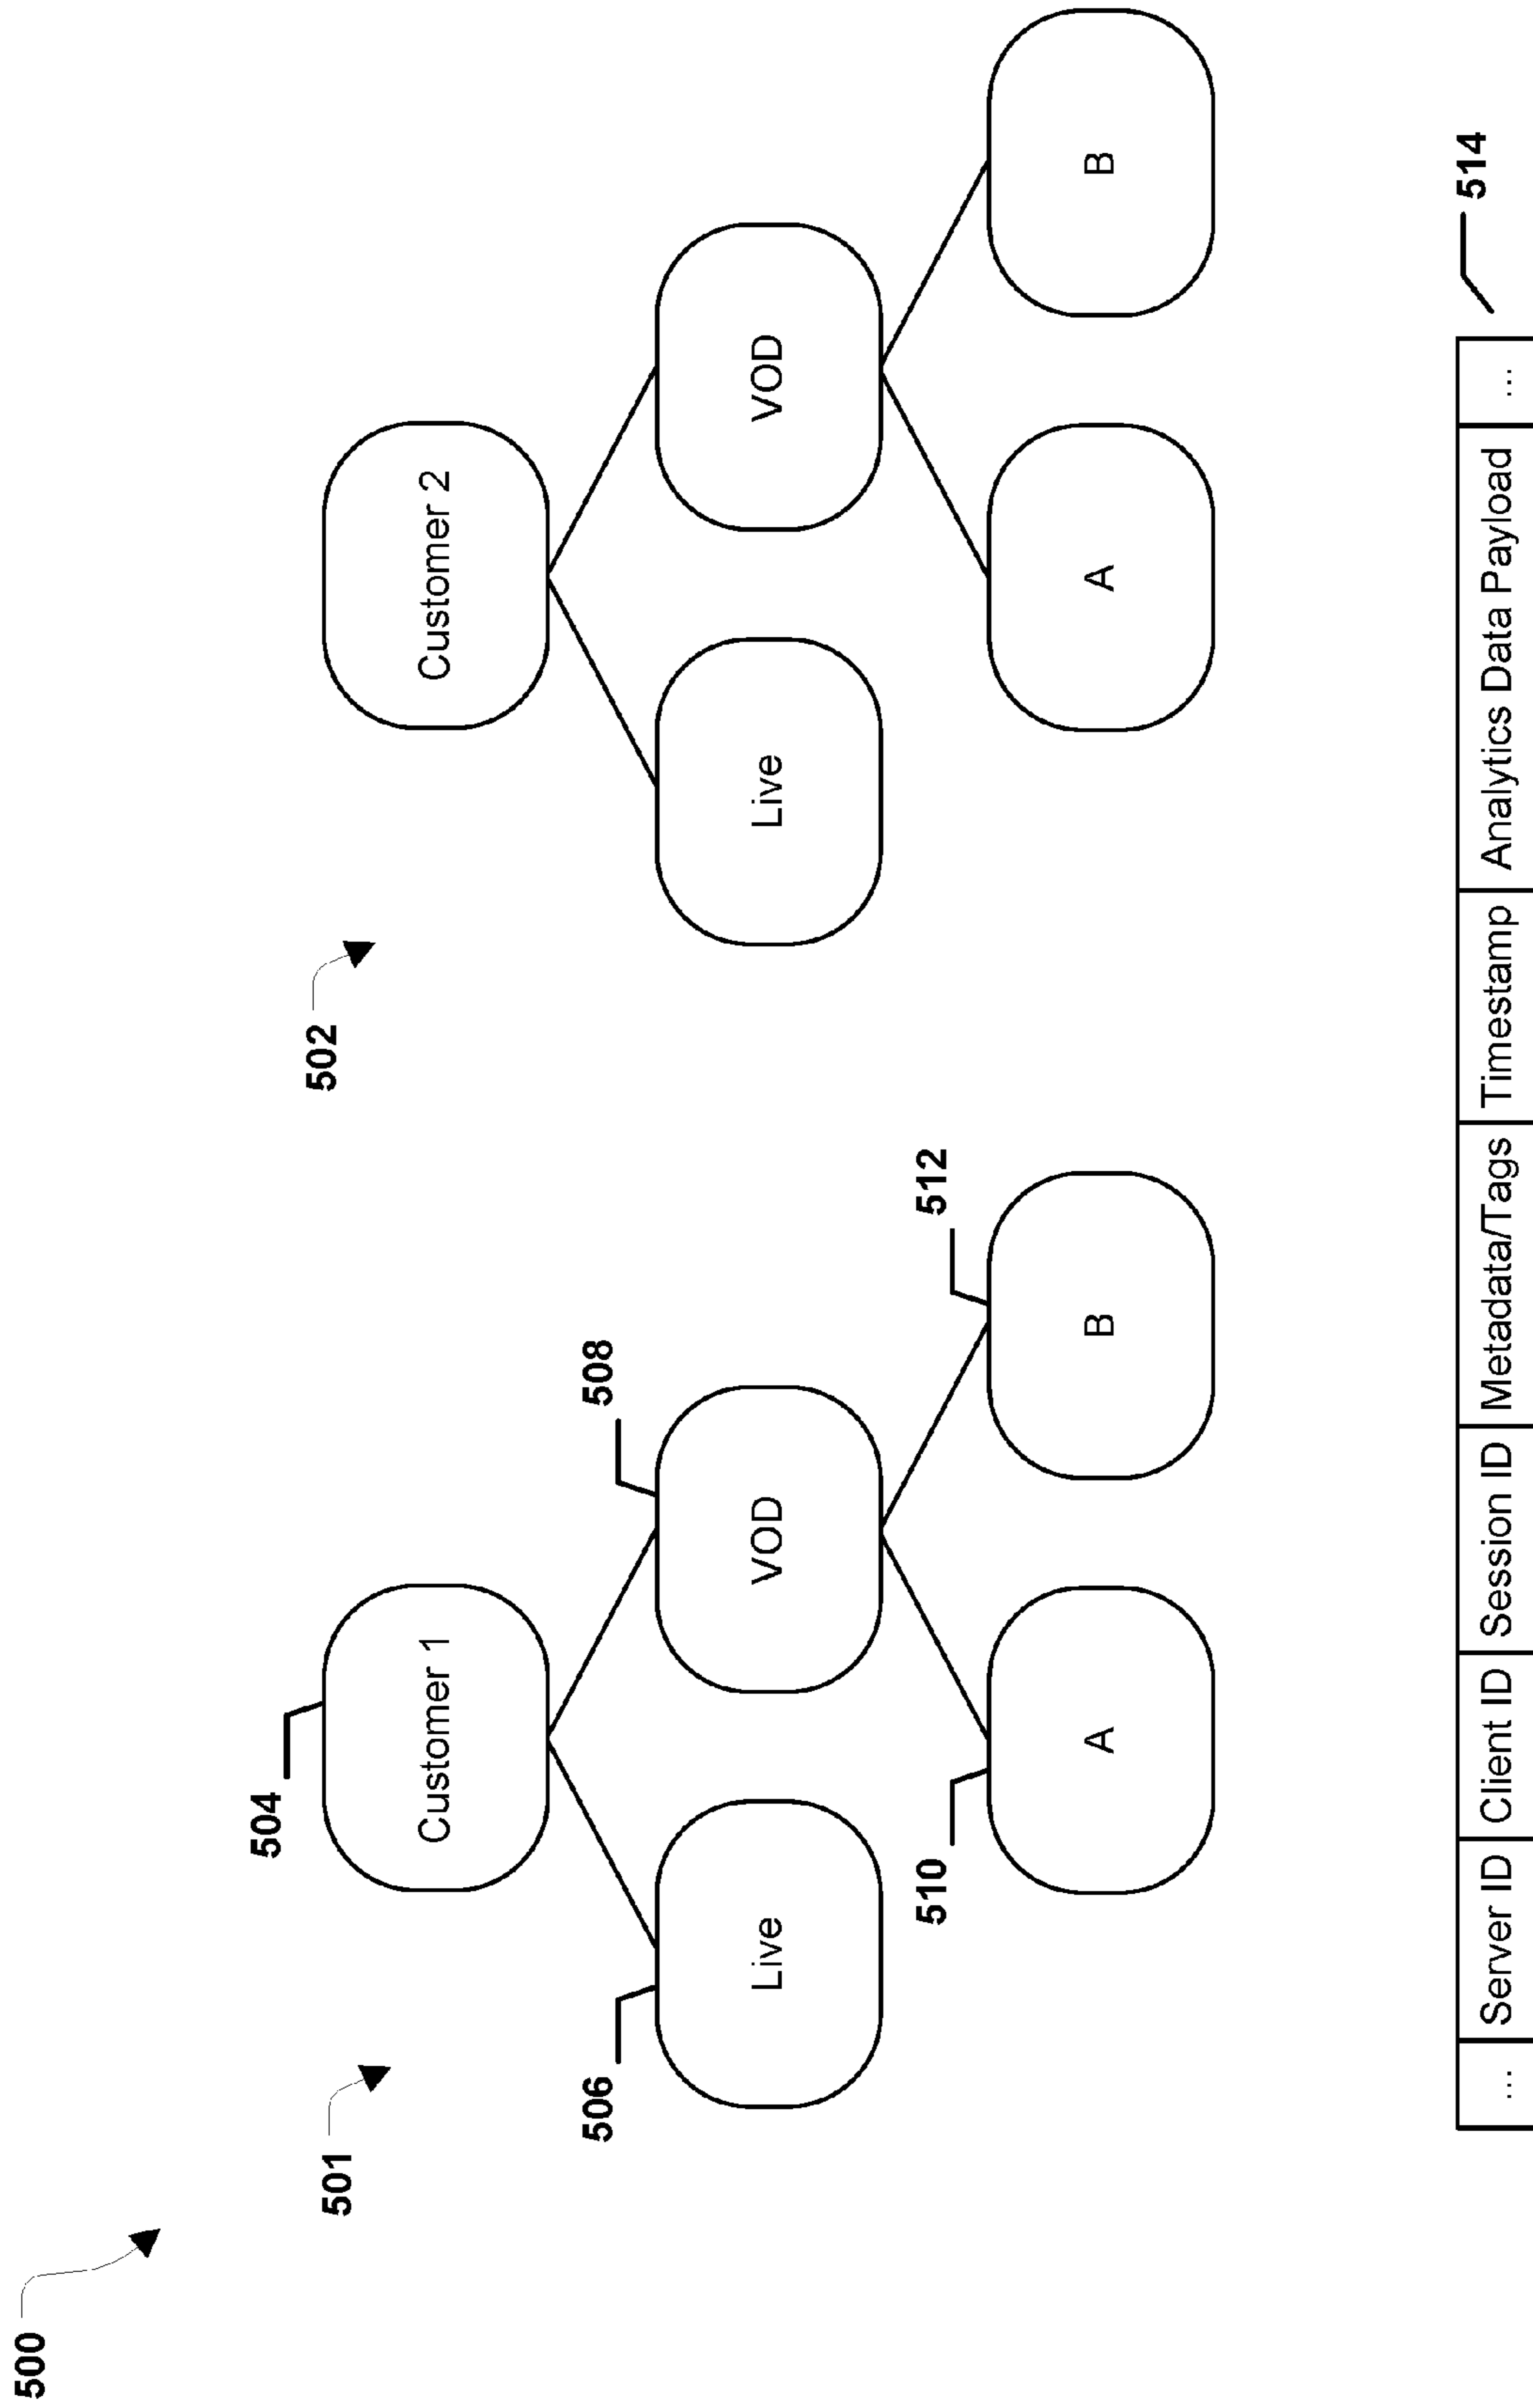 500
501
502
504
Customer 1
Customer 2
506
508
Live
VOD
Live
VOD
510
512
A
B
A
B
514
... Server ID Client ID Session ID Metadata/Tags Timestamp Analytics Data Payload ...